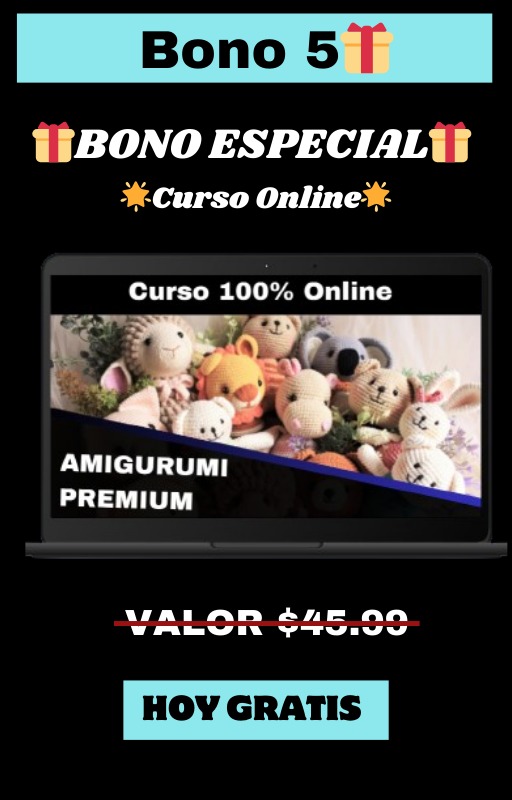 Bono 5🎁
🎁BONO ESPECIAL🎁
🌟Curso Online🌟
Curso 100% Online
AMIGURUMI
PREMIUM
VALOR $45.99
HOY GRATIS